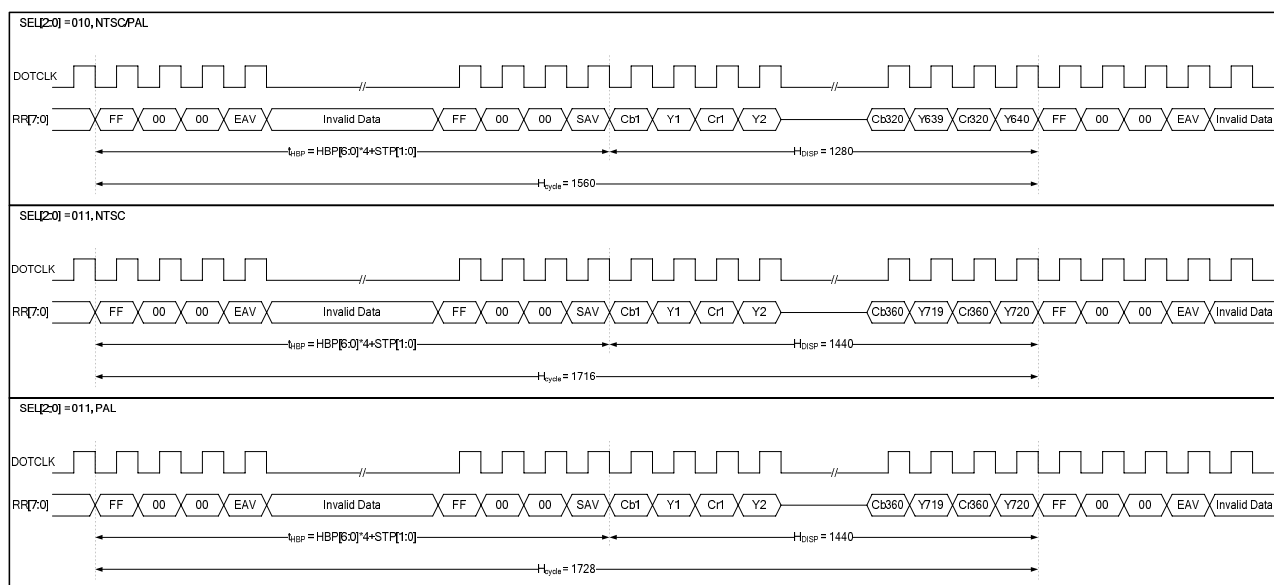 SEL[2:0] = 010, NTSC/PAL
DOTCLK
//
//
RR[7:0] FF 00 00 EAV Invalid Data FF 00 00 SAV Cb1 Y1 Cr1 Y2 Cb320 Y639 Cr320 Y640 FF 00 00 EAV Invalid Data
tHBP = HBP[6:0]*4+STP[1:0] HDISP = 1280
Hcycle = 1560
SEL[2:0] = 011, NTSC
DOTCLK
//
//
RR[7:0] FF 00 00 EAV Invalid Data FF 00 00 SAV Cb1 Y1 Cr1 Y2 Cb360 Y719 Cr360 Y720 FF 00 00 EAV Invalid Data
tHBP = HBP[6:0]*4+STP[1:0] HDISP = 1440
Hcycle = 1716
SEL[2:0] = 011, PAL
DOTCLK
//
//
RR[7:0] FF 00 00 EAV Invalid Data FF 00 00 SAV Cb1 Y1 Cr1 Y2 Cb360 Y719 Cr360 Y720 FF 00 00 EAV Invalid Data
tHBP = HBP[6:0]*4+STP[1:0] HDISP = 1440
Hcycle = 1728